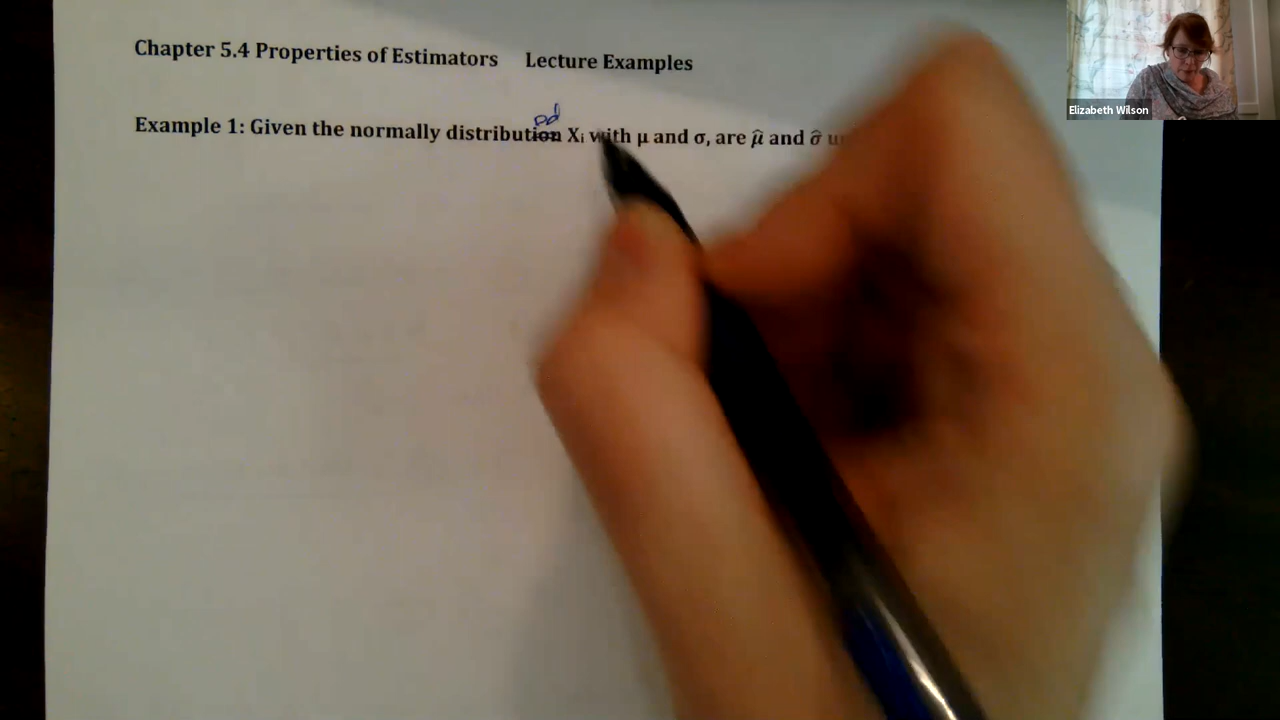 Chapter 5.4 Properties of Estimators Lecture Examples
Elizabeth Wilson
ed
Example 1: Given the normally distribution Xᵢ with μ and σ, are μ̂ and σ̂